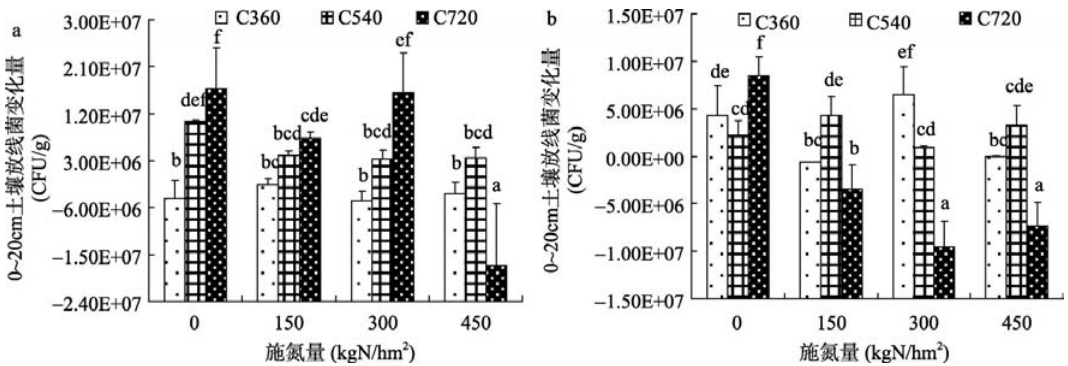 a
C360 C540 C720
0~20cm土壤放线菌变化量
(CFU/g)
3.00E+07
2.10E+07
1.20E+07
3.00E+06
−6.00E+06
−1.50E+07
−2.40E+07
b def f
bc bcd cde
b bcd ef
b bcd a
0 150 300 450
施氮量 (kgN/hm²)
b
C360 C540 C720
0~20cm土壤放线菌变化量
(CFU/g)
1.50E+07
1.00E+07
5.00E+06
0.00E+00
−5.00E+06
−1.00E+07
−1.50E+07
de cd f
bc de b
ef cd a
bc cde a
0 150 300 450
施氮量 (kgN/hm²)